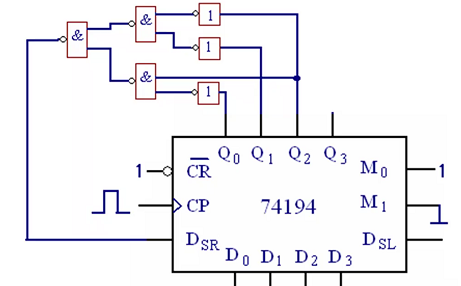 1
&
& 1
& 1
Q0 Q1 Q2 Q3
1 CR M0 1
CP 74194 M1
DSR DSL
D0 D1 D2 D3